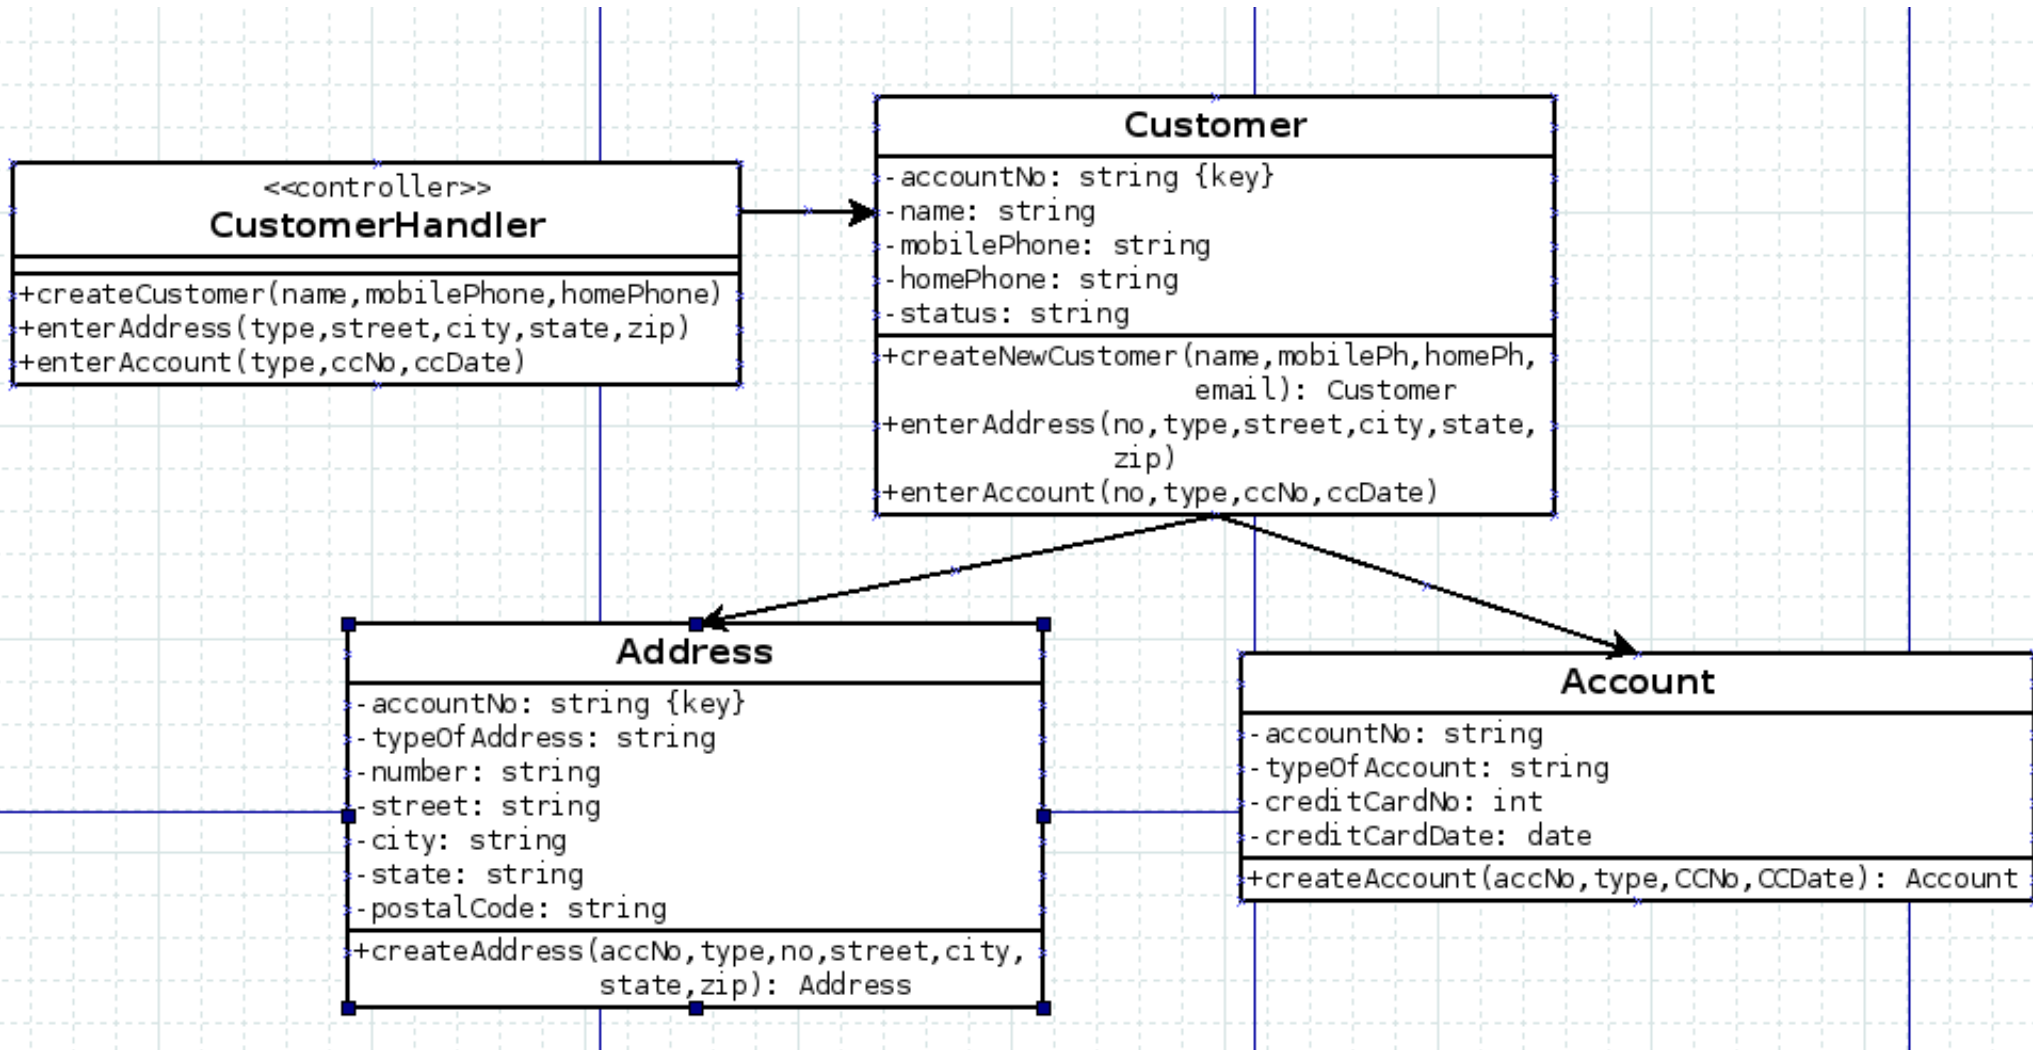 <<controller>>
CustomerHandler
+createCustomer(name,mobilePhone,homePhone)
+enterAddress(type,street,city,state,zip)
+enterAccount(type,ccNo,ccDate)
Customer
-accountNo: string {key}
-name: string
-mobilePhone: string
-homePhone: string
-status: string
+createNewCustomer(name,mobilePh,homePh,
email): Customer
+enterAddress(no,type,street,city,state,
zip)
+enterAccount(no,type,ccNo,ccDate)
Address
-accountNo: string {key}
-typeOfAddress: string
-number: string
-street: string
-city: string
-state: string
-postalCode: string
+createAddress(accNo,type,no,street,city,
state,zip): Address
Account
-accountNo: string
-typeOfAccount: string
-creditCardNo: int
-creditCardDate: date
+createAccount(accNo,type,CCNo,CCDate): Account